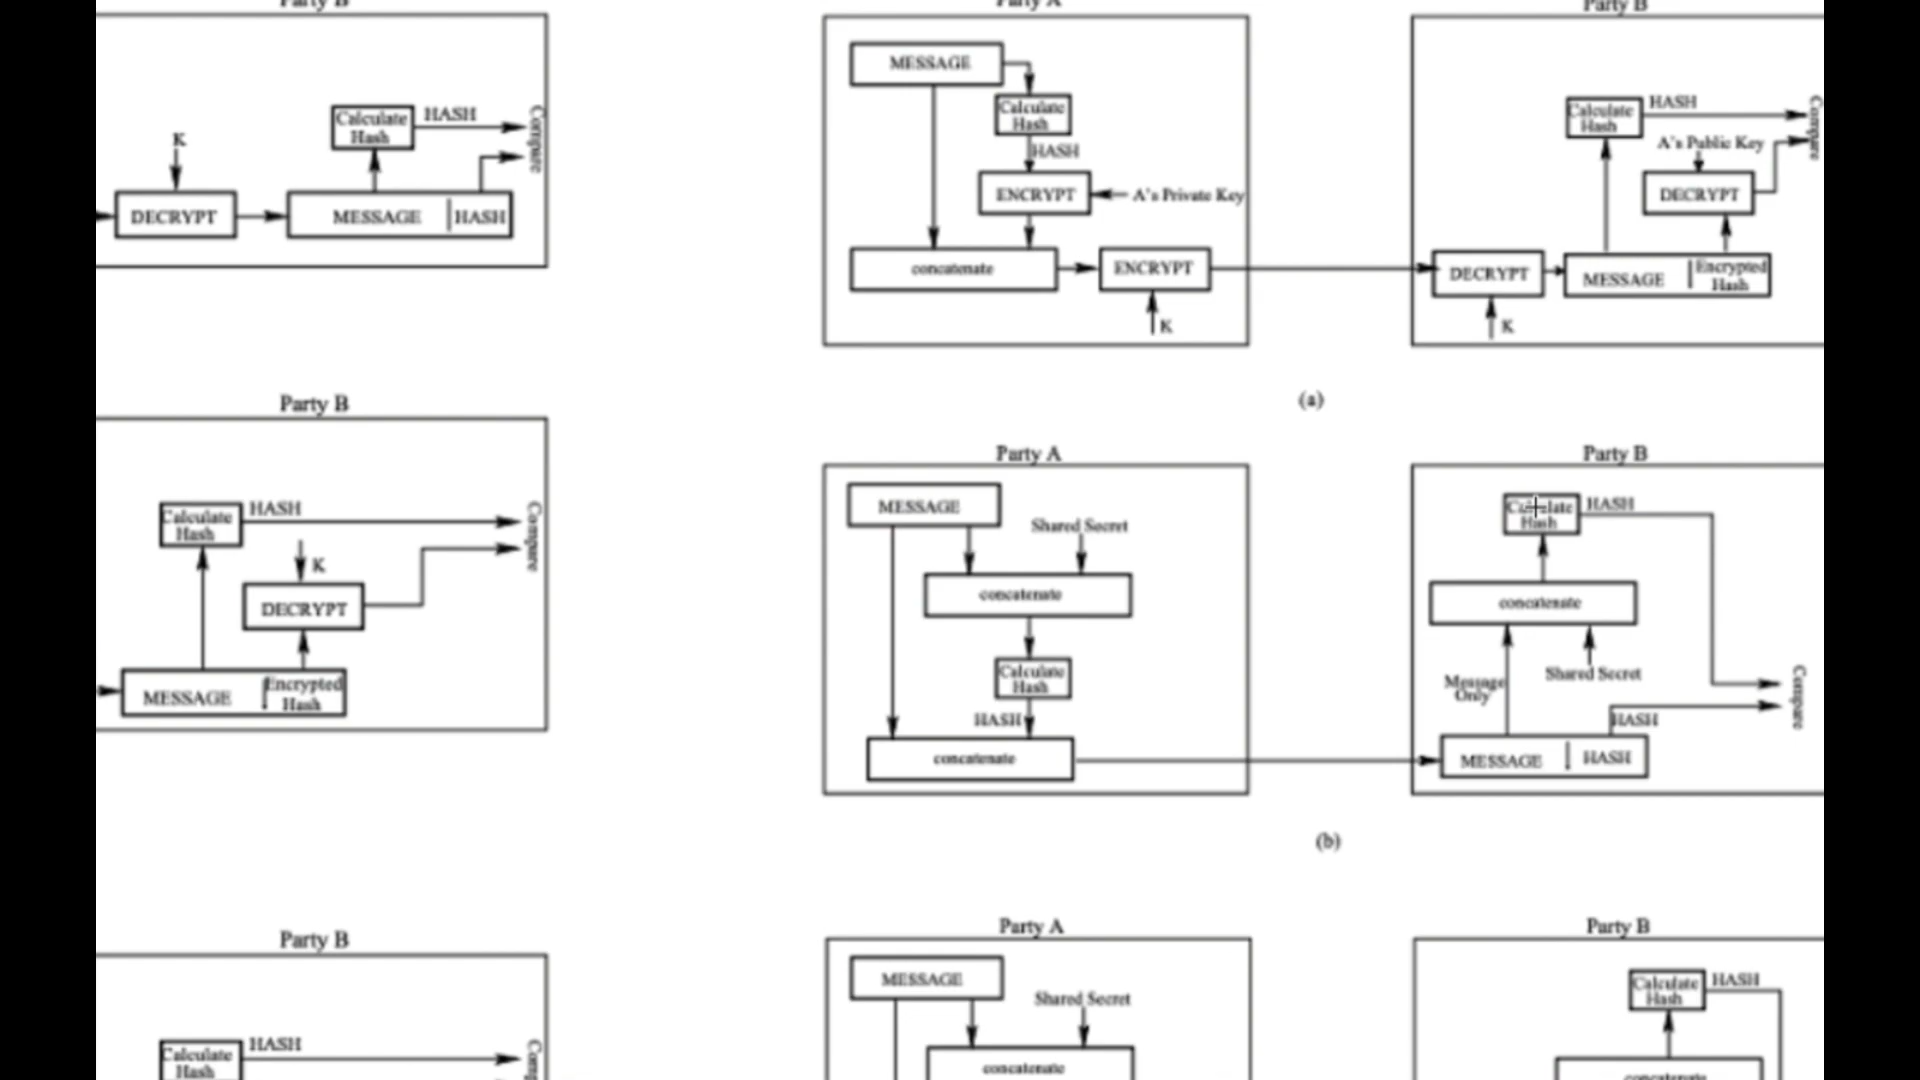 Party B
Calculate
Hash
HASH
Compare
K
DECRYPT
MESSAGE
HASH
Party A
MESSAGE
Calculate
Hash
HASH
ENCRYPT
A's Private Key
concatenate
ENCRYPT
K
Party B
Calculate
Hash
HASH
A's Public Key
Compare
DECRYPT
DECRYPT
MESSAGE
Encrypted
Hash
K
(a)
Party B
Calculate
Hash
HASH
Compare
K
DECRYPT
MESSAGE
Encrypted
Hash
Party A
MESSAGE
Shared Secret
concatenate
Calculate
Hash
HASH
concatenate
Party B
Calculate
Hash
HASH
concatenate
Message
Only
Shared Secret
Compare
HASH
MESSAGE
HASH
(b)
Party B
Calculate
Hash
HASH
Party A
MESSAGE
Shared Secret
concatenate
Party B
Calculate
Hash
HASH
concatenate